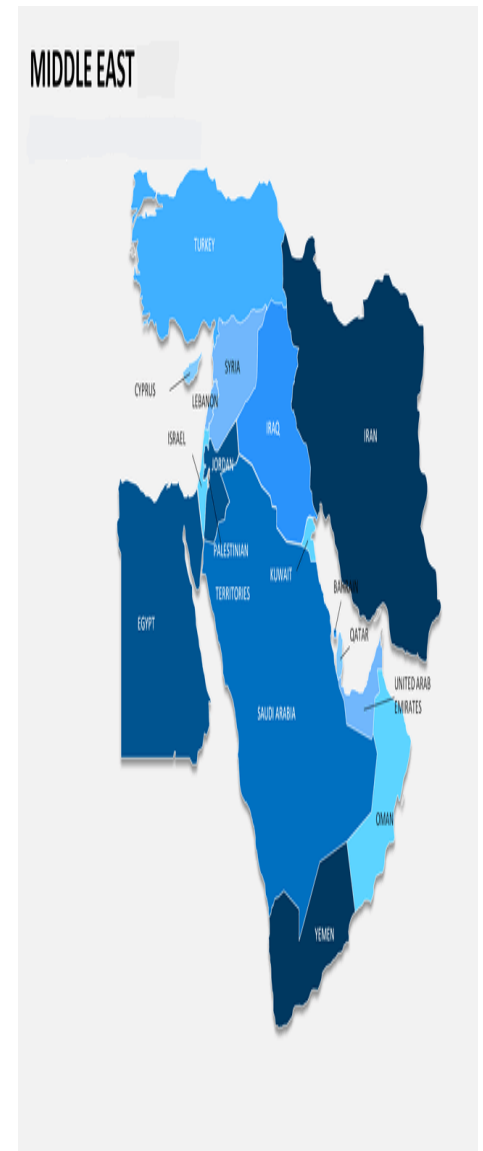 MIDDLE EAST
TURKEY
SYRIA
CYPRUS
LEBANON
IRAQ
ISRAEL
IRAN
JORDAN
PALESTINIAN
TERRITORIES
KUWAIT
BAHRAIN
EGYPT
QATAR
UNITED ARAB
EMIRATES
SAUDI ARABIA
OMAN
YEMEN